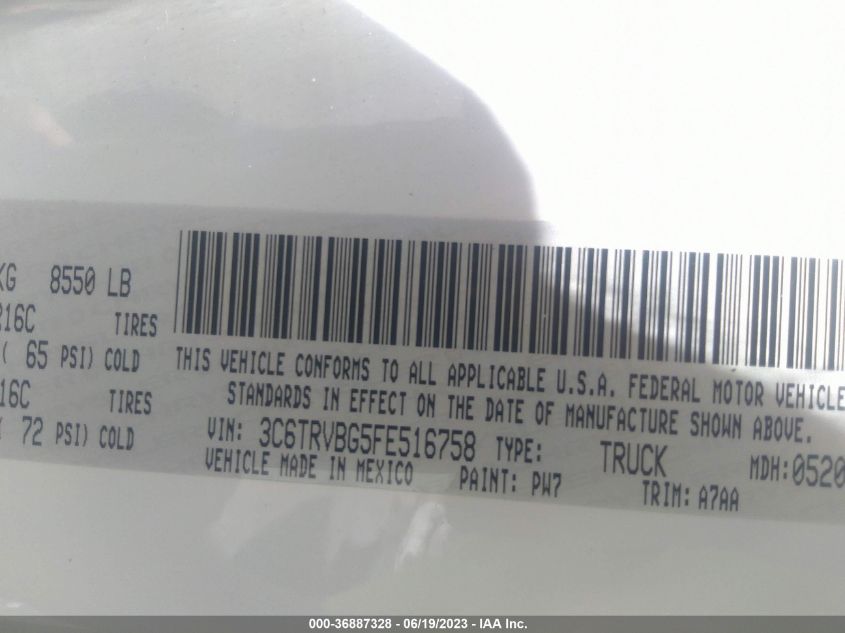 KG 8550 LB
R16C TIRES
( 65 PSI) COLD
16C TIRES
( 72 PSI) COLD
THIS VEHICLE CONFORMS TO ALL APPLICABLE U.S.A. FEDERAL MOTOR VEHICLE
STANDARDS IN EFFECT ON THE DATE OF MANUFACTURE SHOWN ABOVE.
VIN: 3C6TRVBG5FE516758 TYPE: TRUCK MDH:0520
VEHICLE MADE IN MEXICO PAINT: PW7 TRIM: A7AA
000-36887328 - 06/19/2023 - IAA Inc.